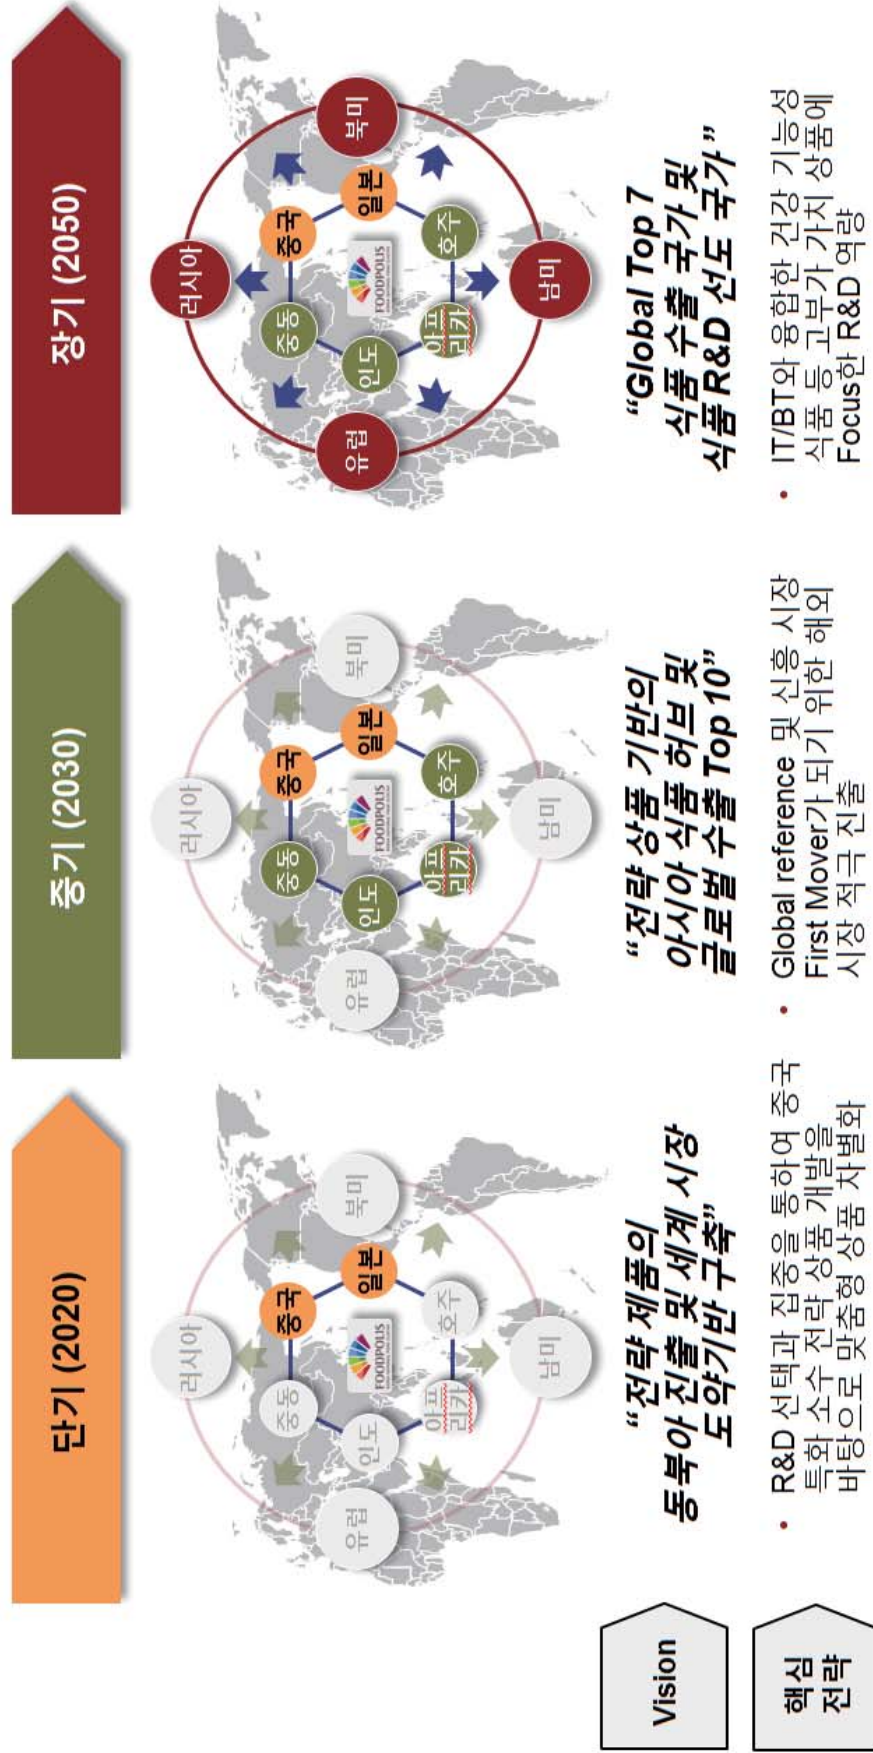 단기 (2020)
중기 (2030)
장기 (2050)
러시아
중동
중국
유럽
인도
FOODPOLIS
일본
북미
아프
리카
호주
남미
러시아
중동
중국
유럽
인도
FOODPOLIS
일본
북미
아프
리카
호주
남미
러시아
중동
중국
유럽
인도
FOODPOLIS
일본
북미
아프
리카
호주
남미
Vision
“전략 제품의
동북아 진출 및 세계 시장
도약기반 구축”
“전략 상품 기반의
아시아 식품 허브 및
글로벌 수출 Top 10”
“Global Top 7
식품 수출 국가 및
식품 R&D 선도 국가”
핵심
전략
• R&D 선택과 집중을 통하여 중국
특화 소수 전략 상품 개발을
바탕으로 맞춤형 상품 차별화
• Global reference 및 신흥 시장
First Mover가 되기 위한 해외
시장 적극 진출
• IT/BT와 융합한 건강 기능성
식품 등 고부가 가치 상품에
Focus한 R&D 역량